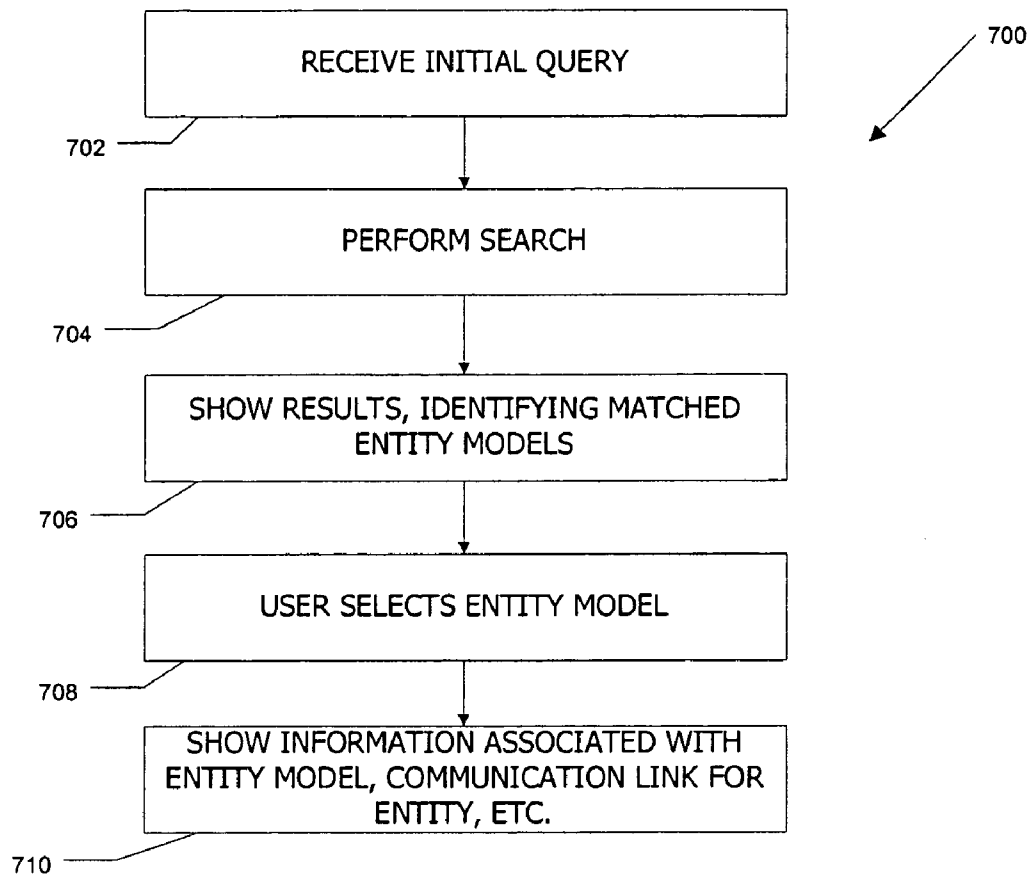 700
RECEIVE INITIAL QUERY
702
PERFORM SEARCH
704
SHOW RESULTS, IDENTIFYING MATCHED
ENTITY MODELS
706
USER SELECTS ENTITY MODEL
708
SHOW INFORMATION ASSOCIATED WITH
ENTITY MODEL, COMMUNICATION LINK FOR
ENTITY, ETC.
710